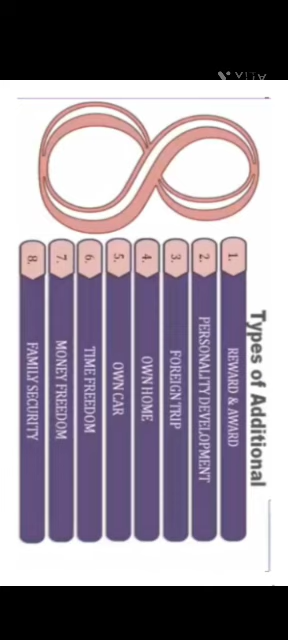 Types of Additional
1. REWARD & AWARD
2. PERSONALITY DEVELOPMENT
3. FOREIGN TRIP
4. OWN HOME
5. OWN CAR
6. TIME FREEDOM
7. MONEY FREEDOM
8. FAMILY SECURITY